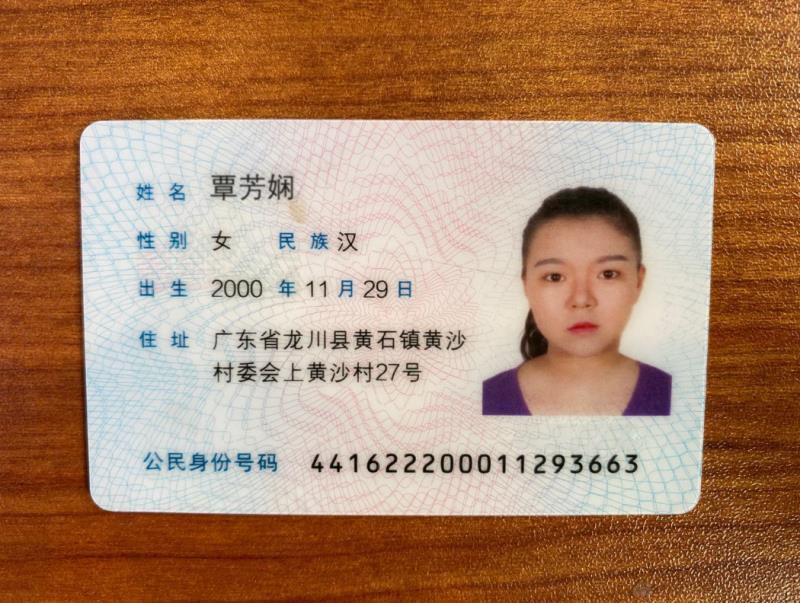 姓名 覃芳娴
性别 女 民族 汉
出生 2000 年 11 月 29 日
住址 广东省龙川县黄石镇黄沙
村委会上黄沙村27号
公民身份号码 441622200011293663